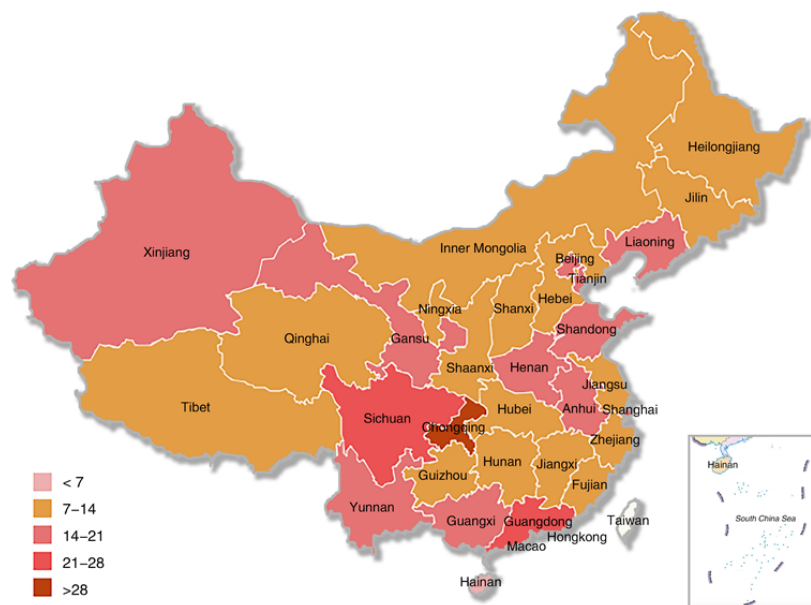 Heilongjiang
Jilin
Liaoning
Inner Mongolia
Xinjiang
Beijing
Tianjin
Hebei
Ningxia
Shanxi
Shandong
Gansu
Qinghai
Shaanxi
Henan
Jiangsu
Tibet
Sichuan
Hubei
Anhui
Shanghai
Chongqing
Zhejiang
Hunan
Jiangxi
Guizhou
Fujian
Yunnan
Guangxi
Guangdong
Taiwan
Hongkong
Macao
Hainan
< 7
7–14
14–21
21–28
>28
Hainan
South China Sea